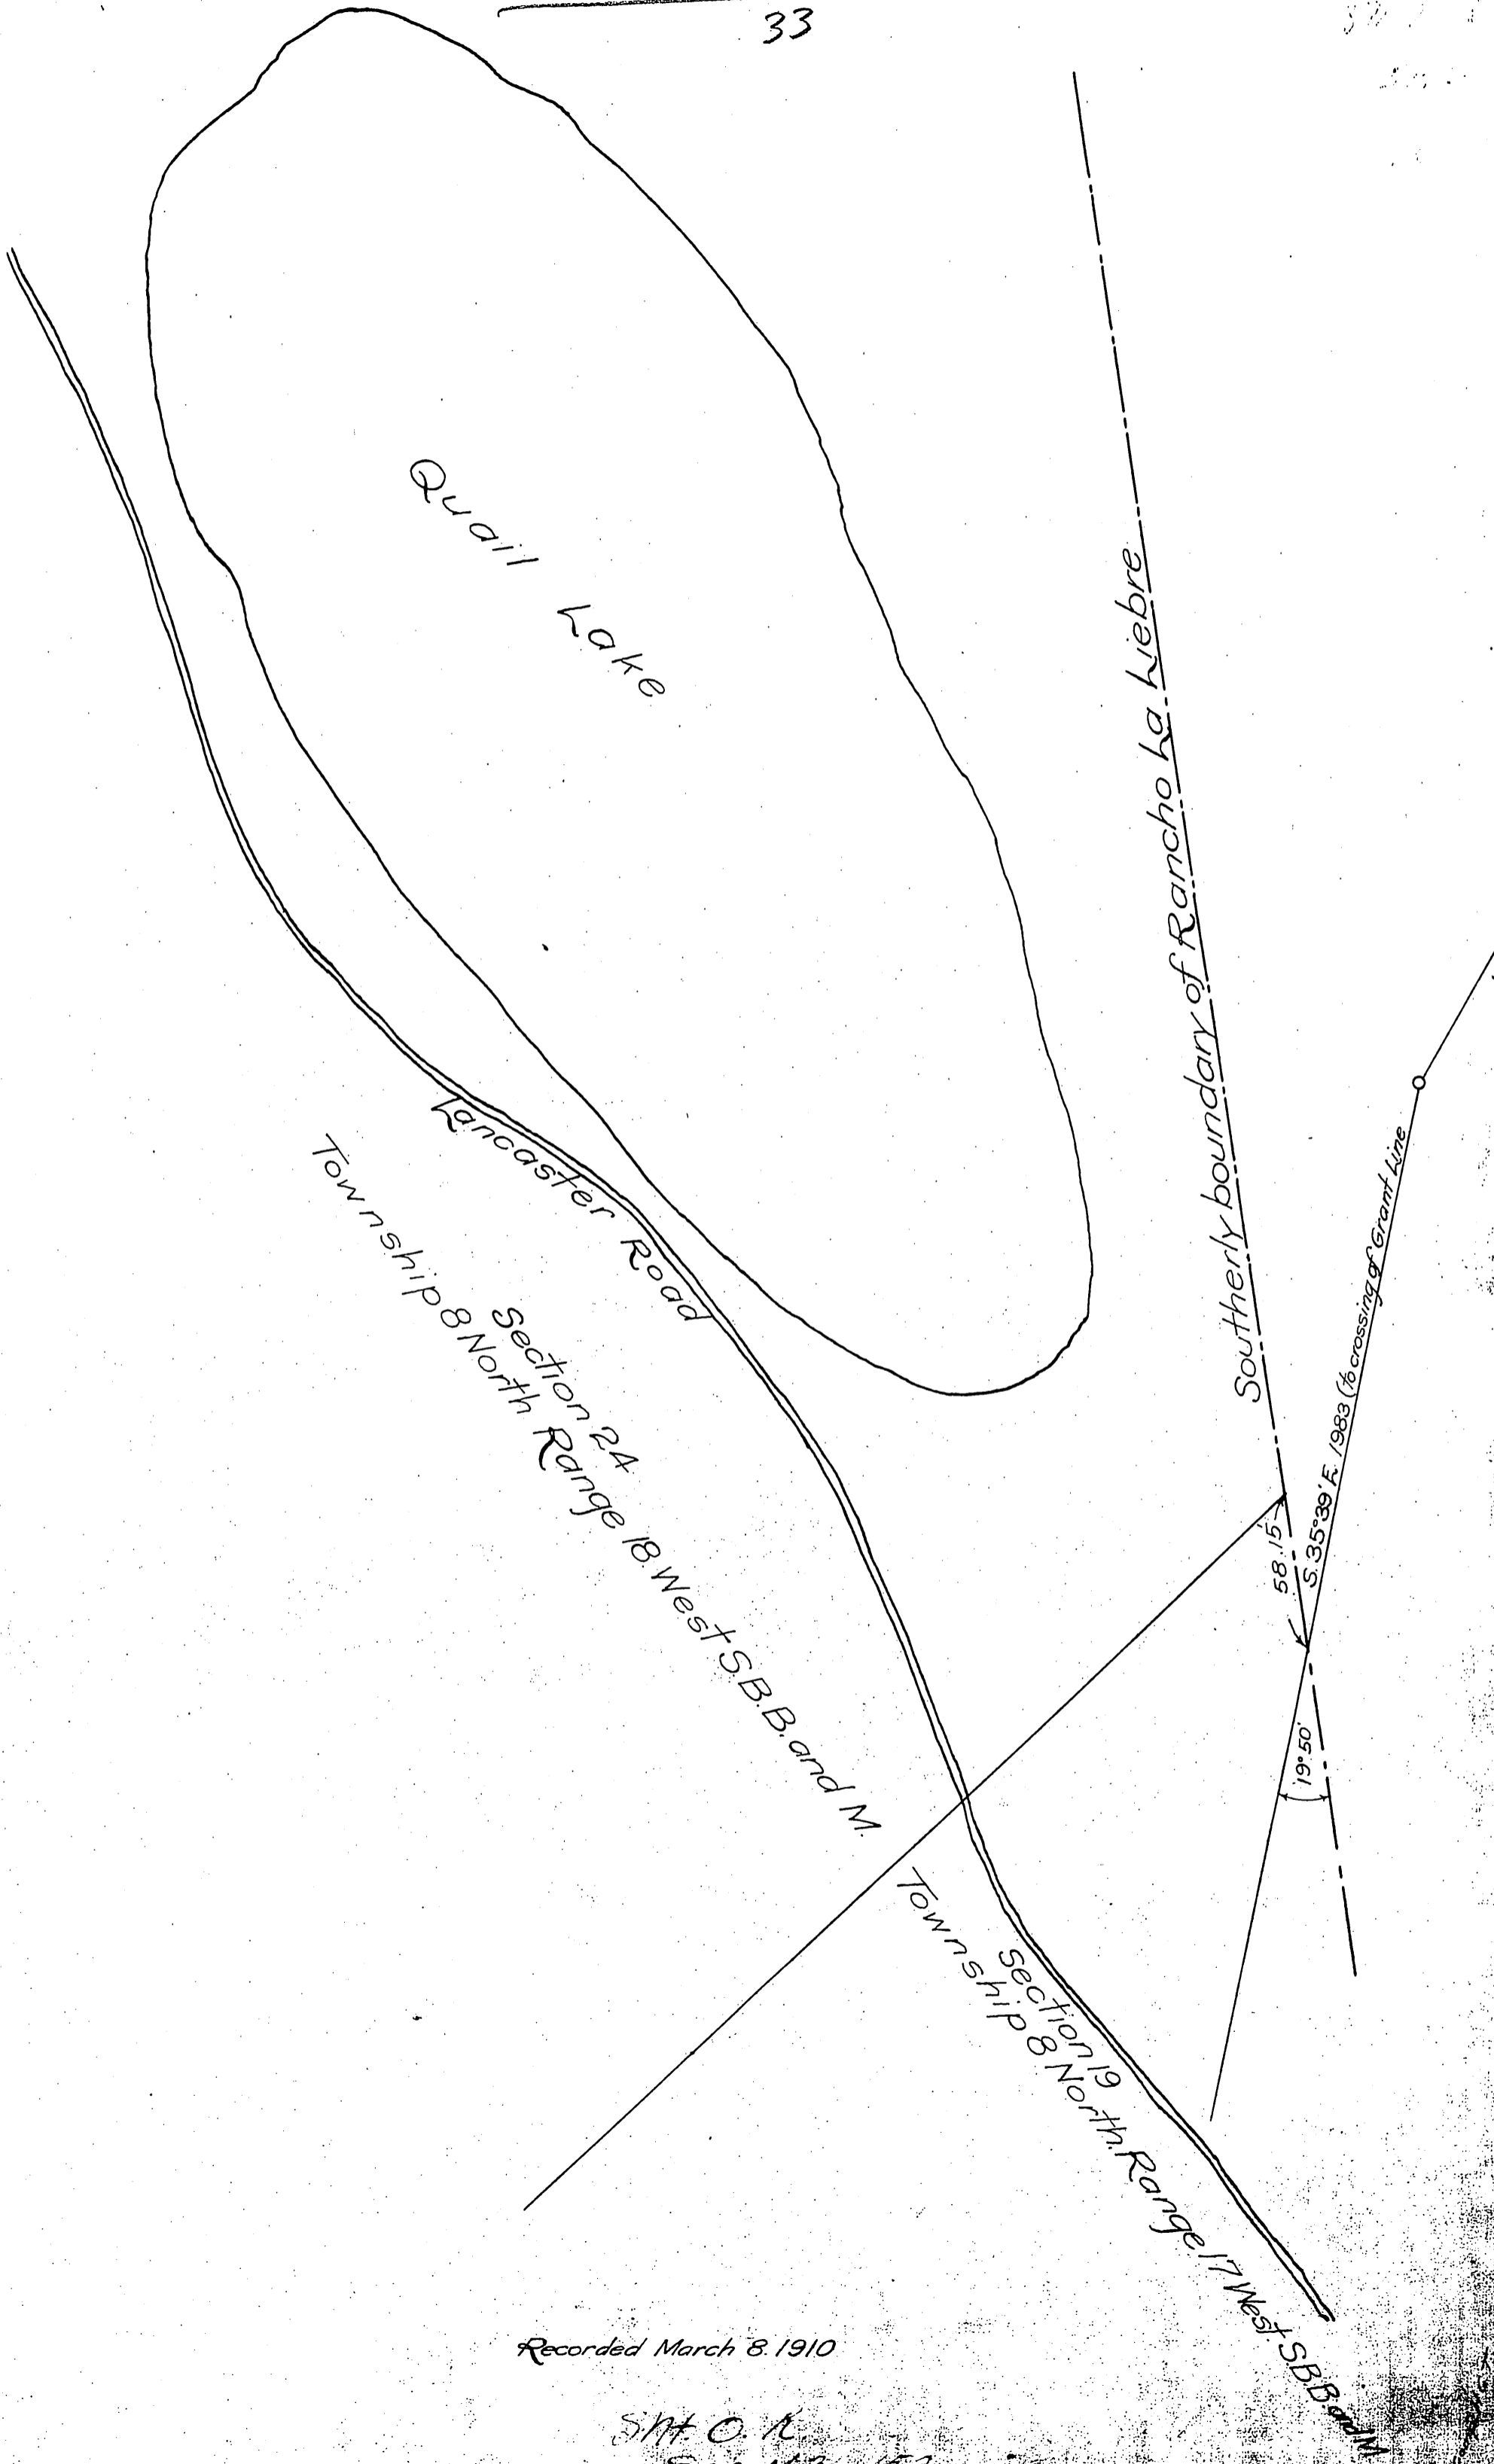 33
Quail Lake
Southerly boundary of Rancho La Liebre
S. 35° 39' E. 1983 (to crossing of Grant Line
58.15'
19° 50'
Lancaster Road
Section 24
Township 8 North Range 18 West S.B.B. and M.
Section 19
Township 8 North. Range 17 West S.B.B. and M
Recorded March 8. 1910
Sht. O. K.